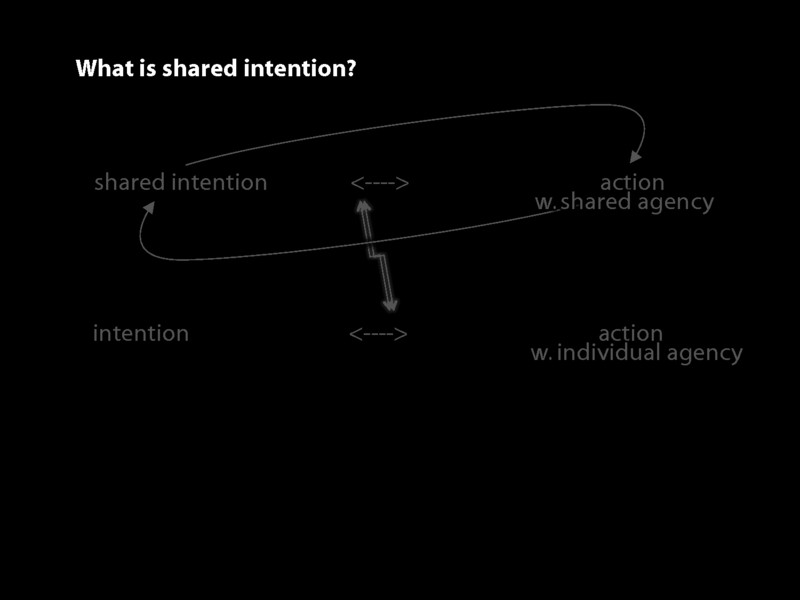 What is shared intention?
shared intention <----> action
w. shared agency
intention <----> action
w. individual agency